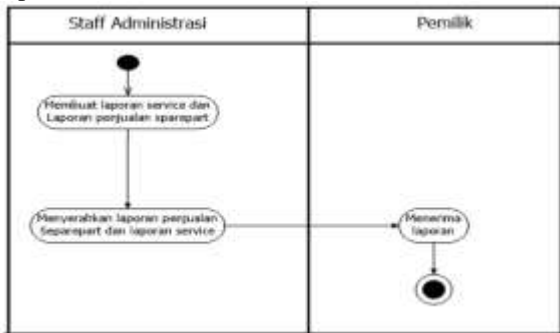 Staff Administrasi
Pemilik
Membuat laporan service dan
Laporan penjualan sparepart
Menyerahkan laporan penjualan
Separepart dan laporan service
Menerima
laporan